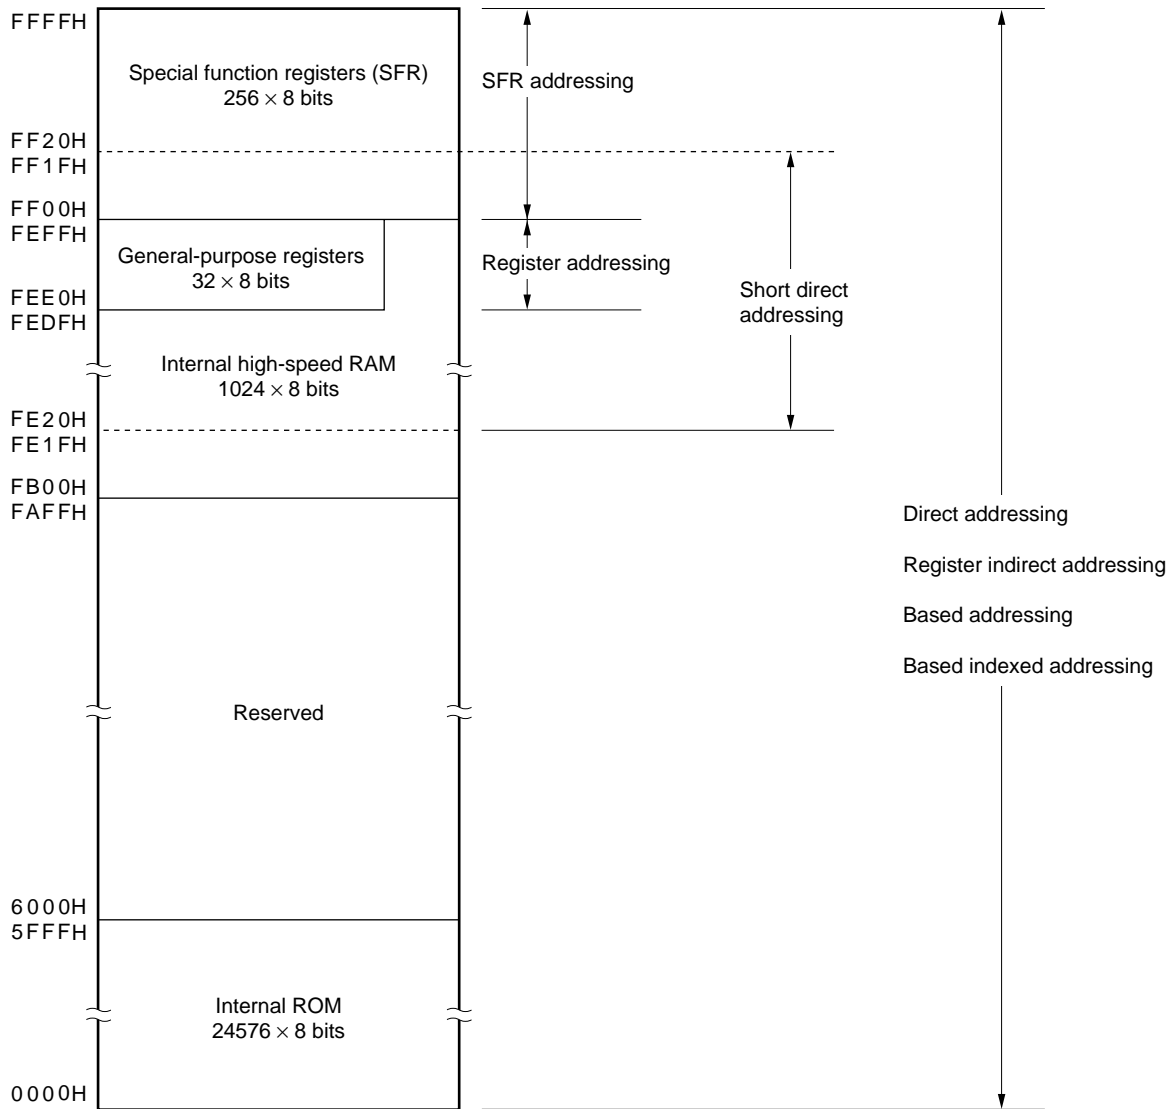 FFFFH
Special function registers (SFR)
256 × 8 bits
SFR addressing
FF20H
FF1FH
FF00H
FEFFH
General-purpose registers
32 × 8 bits
Register addressing
Short direct
addressing
FEE0H
FEDFH
Internal high-speed RAM
1024 × 8 bits
FE20H
FE1FH
FB00H
FAFFH
Direct addressing
Register indirect addressing
Based addressing
Based indexed addressing
Reserved
6000H
5FFFH
Internal ROM
24576 × 8 bits
0000H